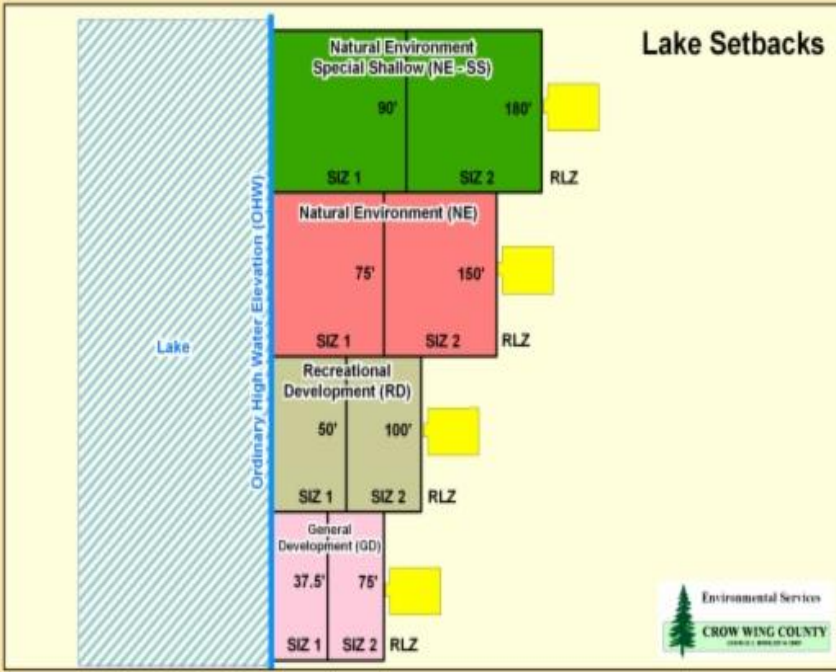 Lake Setbacks
Natural Environment
Special Shallow (NE - SS)
90'
180'
SIZ 1
SIZ 2
RLZ
Ordinary High Water Elevation (OHW)
Lake
Natural Environment (NE)
75'
150'
SIZ 1
SIZ 2
RLZ
Recreational
Development (RD)
50'
100'
SIZ 1
SIZ 2
RLZ
General
Development (GD)
37.5'
75'
SIZ 1
SIZ 2
RLZ
Environmental Services
CROW WING COUNTY